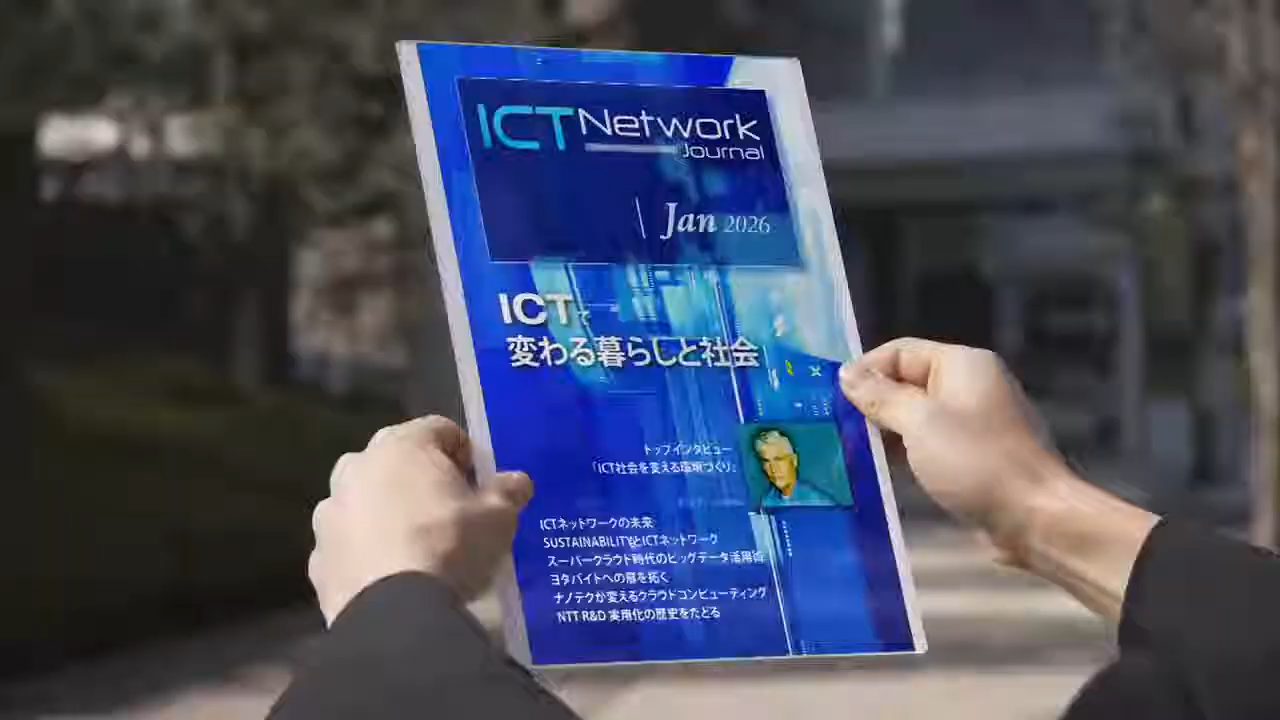 ICT Network
Journal
Jan 2026
ICTで
変わる暮らしと社会
トップインタビュー
「ICT社会を変える環境づくり」
ICTネットワークの未来
SUSTAINABILITYとICTネットワーク
スーパークラウド時代のビッグデータ活用術
ヨタバイトへの扉を拓く
ナノテクが変えるクラウドコンピューティング
NTT R&D 実用化の歴史をたどる